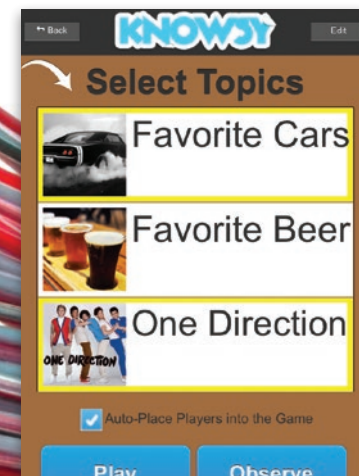 Back
KNOWSY
Edit
Select Topics
Favorite Cars
Favorite Beer
One Direction
ONE DIRECTION
Auto-Place Players into the Game
Play
Observe